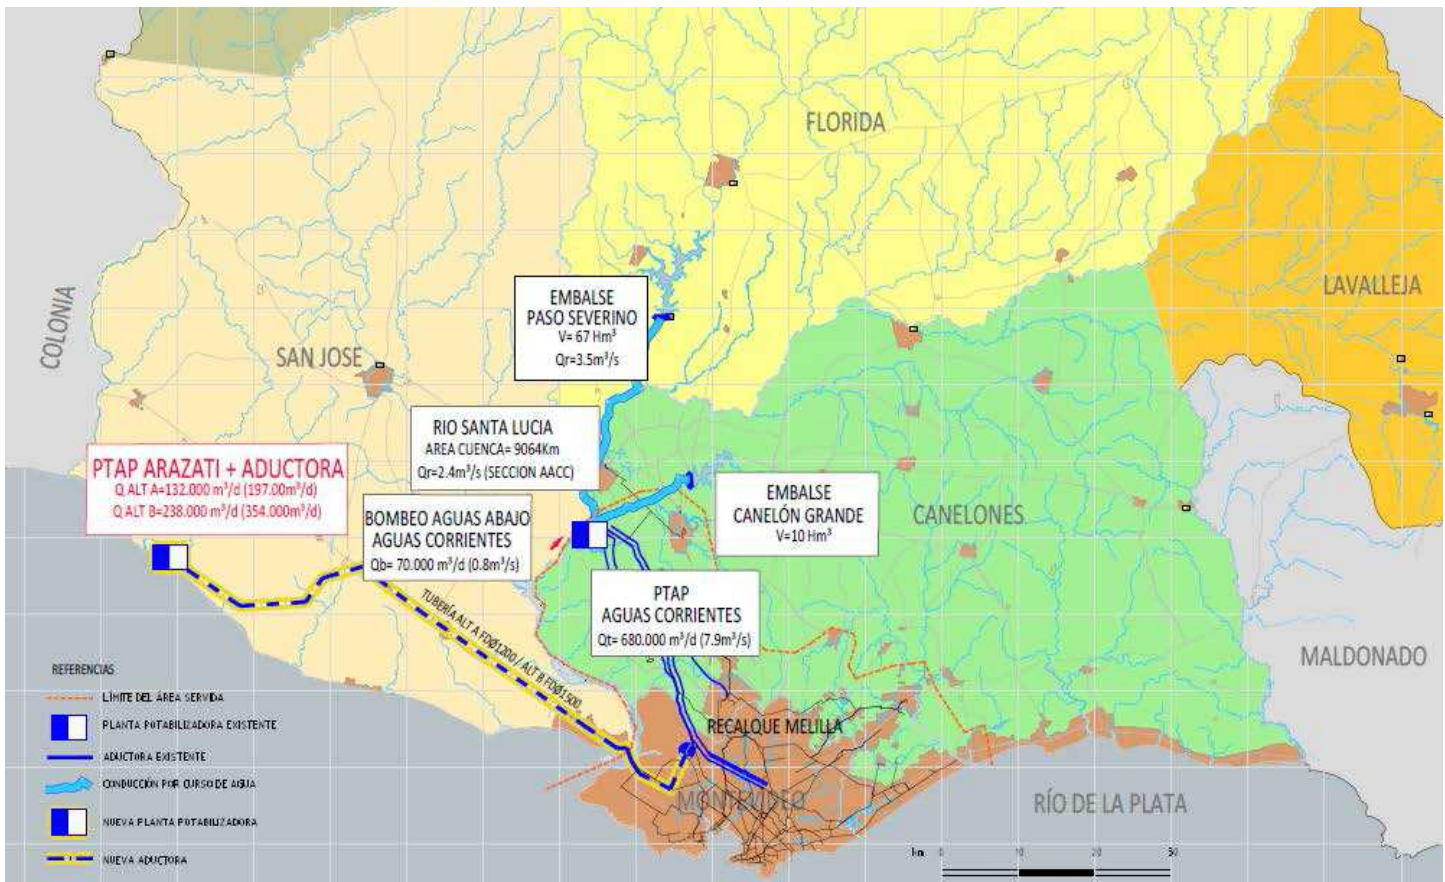 FLORIDA
COLONIA
LAVALLEJA
SAN JOSE
EMBALSE
PASO SEVERINO
V= 67 Hm³
Qr=3.5m³/s
RIO SANTA LUCIA
AREA CUENCA= 9064Km
Qr=2.4m³/s (SECCION AACC)
PTAP ARAZATI + ADUCTORA
Q ALT A=132.000 m³/d (197.00m³/d)
Q ALT B=238.000 m³/d (354.000m³/d)
BOMBEO AGUAS ABAJO
AGUAS CORRIENTES
Qb= 70.000 m³/d (0.8m³/s)
EMBALSE
CANELÓN GRANDE
V=10 Hm³
CANELONES
PTAP
AGUAS CORRIENTES
Qt= 680.000 m³/d (7.9m³/s)
TUBERÍA ALT A FDØ1200 / ALT B FDØ1500
MALDONADO
RECALQUE MELILLA
MONTEVIDEO
RÍO DE LA PLATA
REFERENCIAS
LÍMITE DEL ÁREA SERVIDA
PLANTA POTABILIZADORA EXISTENTE
ADUCTORA EXISTENTE
CONDUCCIÓN POR CURSO DE AGUA
NUEVA PLANTA POTABILIZADORA
NUEVA ADUCTORA
km 0 10 20 30